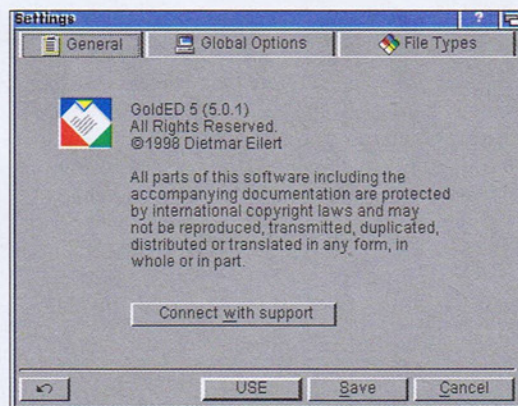 Settings
?
General
Global Options
File Types
GoldED 5 (5.0.1)
All Rights Reserved.
©1998 Dietmar Eilert
All parts of this software including the
accompanying documentation are protected
by international copyright laws and may
not be reproduced, transmitted, duplicated,
distributed or translated in any form, in
whole or in part.
Connect with support
USE
Save
Cancel